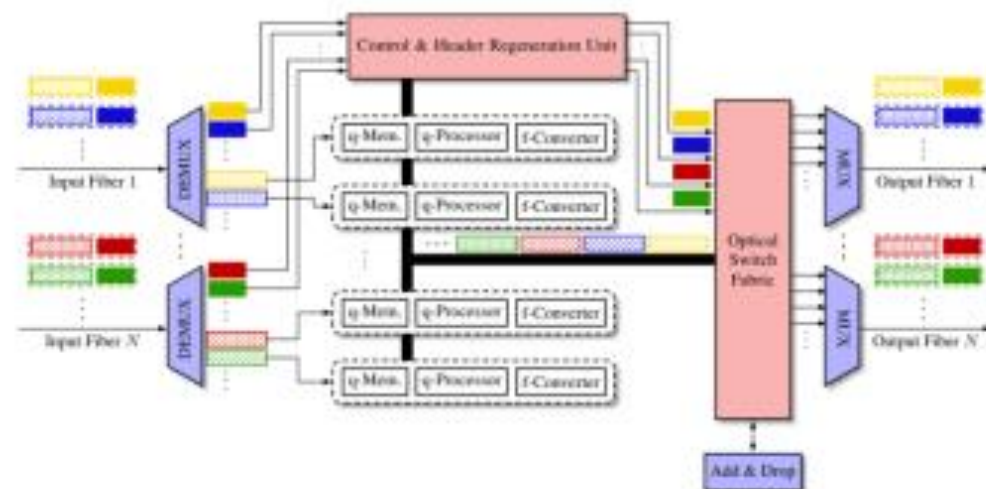 Control & Header Regeneration Unit
DEMUX
Input Fiber 1
q-Mem. q-Processor f-Converter
q-Mem. q-Processor f-Converter
DEMUX
Input Fiber N
q-Mem. q-Processor f-Converter
q-Mem. q-Processor f-Converter
Optical
Switch
Fabric
MUX
Output Fiber 1
MUX
Output Fiber N
Add & Drop